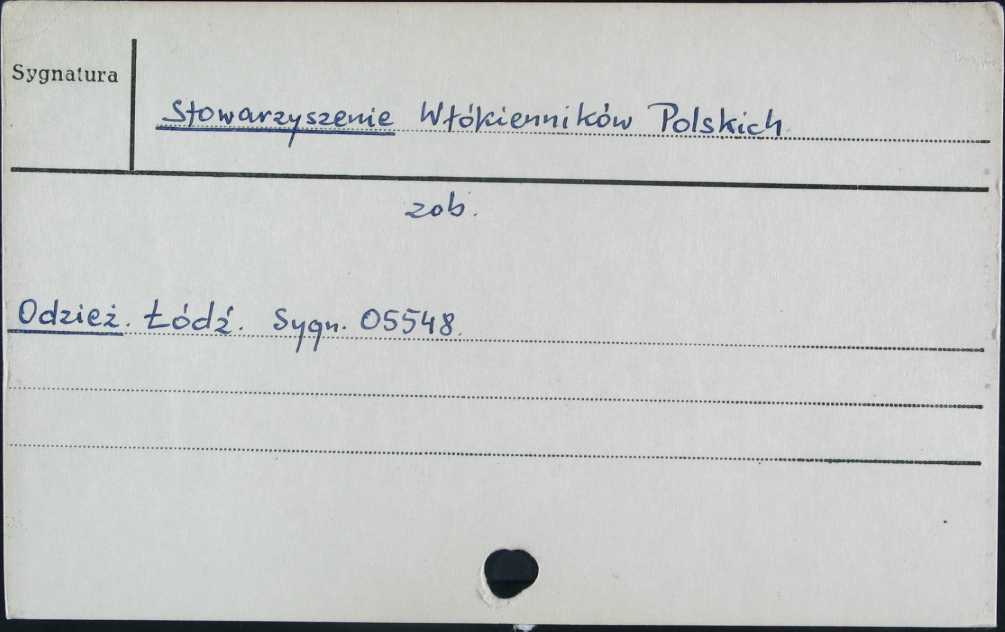 Sygnatura
Stowarzyszenie Włókienników Polskich
zob.
Odzież. Łódź. Sygn. 05548.